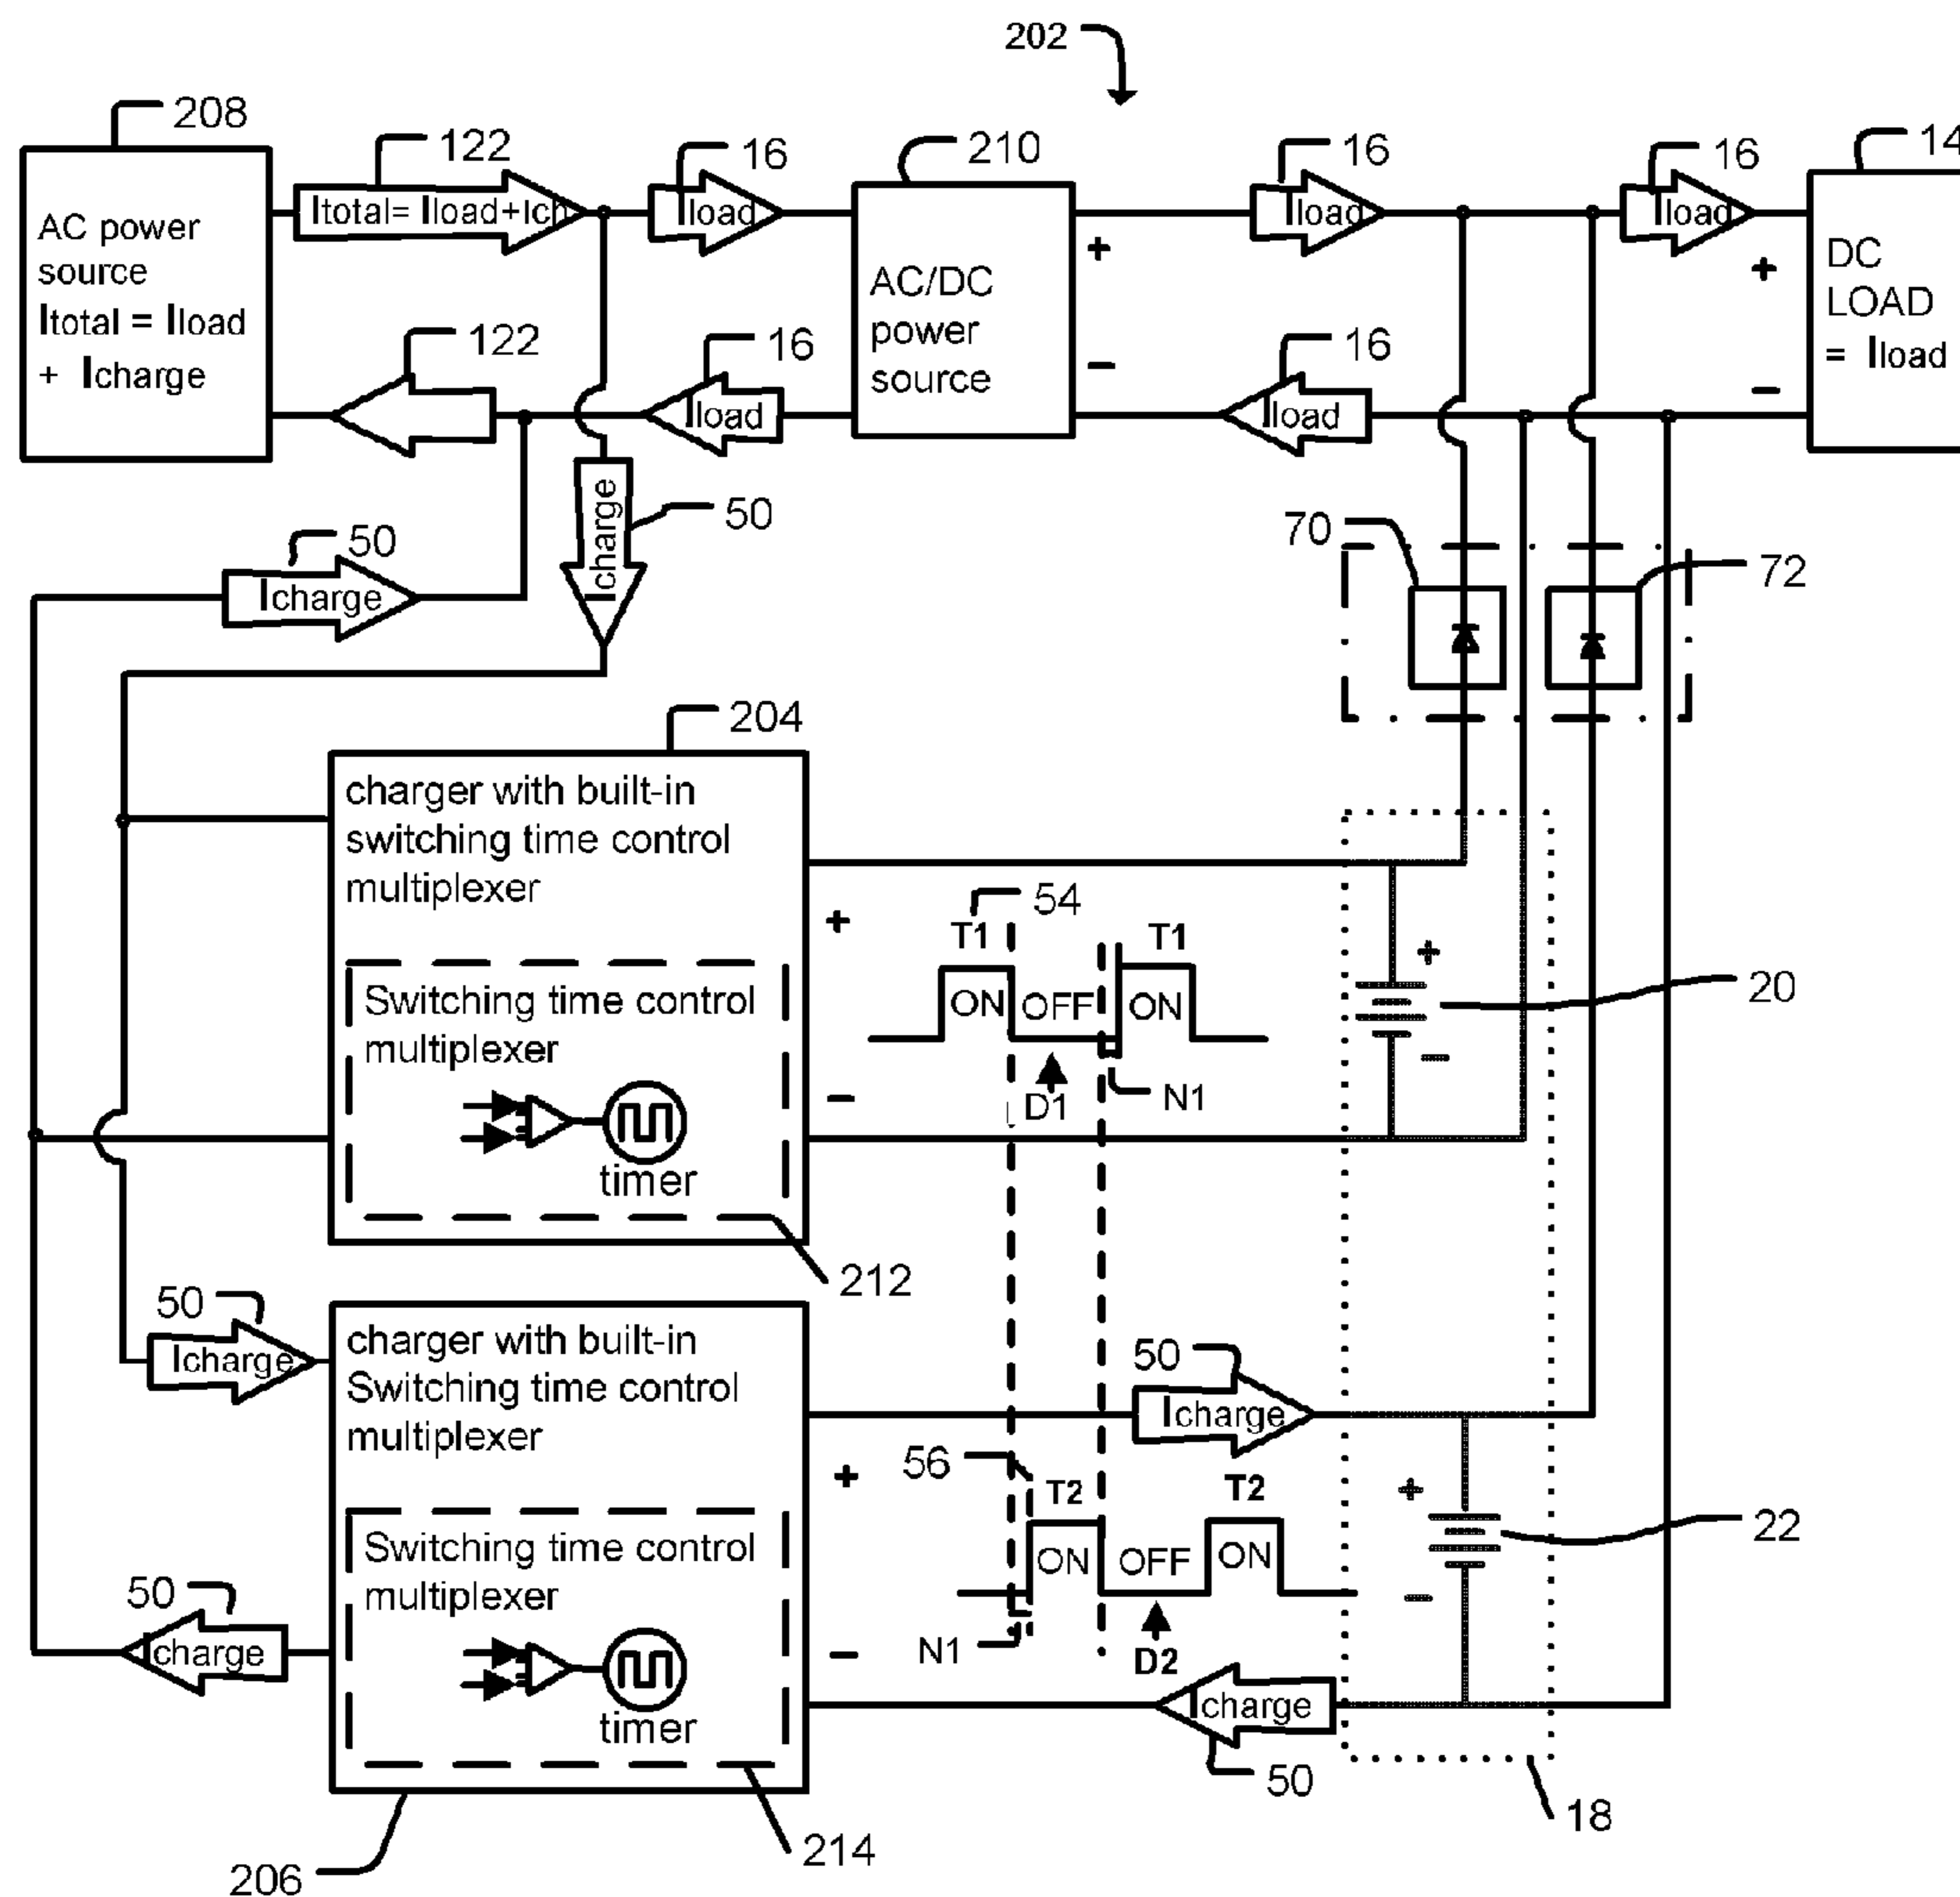 202
208
122
16
210
16
16
14
AC power
source
Itotal = Iload
+ Icharge
Itotal= Iload+Ich
Iload
AC/DC
power
source
+
−
Iload
Iload
+
−
DC
LOAD
= Iload
122
16
Iload
16
Iload
50
Icharge
50
Icharge
70
72
204
charger with built-in
switching time control
multiplexer
Switching time control
multiplexer
timer
212
+
−
54
T1
T1
ON
OFF
ON
D1
N1
+
−
20
50
Icharge
charger with built-in
Switching time control
multiplexer
Switching time control
multiplexer
timer
214
206
50
Icharge
+
−
50
Icharge
56
T2
T2
ON
OFF
ON
N1
D2
+
−
22
Icharge
50
18